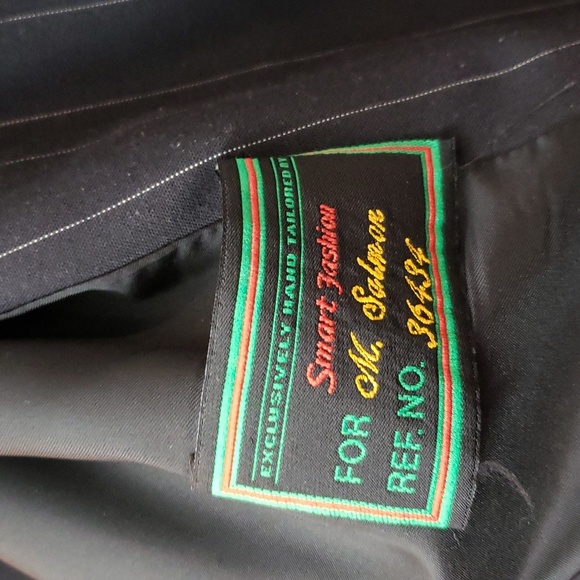 EXCLUSIVELY HAND TAILORED AT
Smart Fashion
FOR M. Salmon
REF. NO. 36484